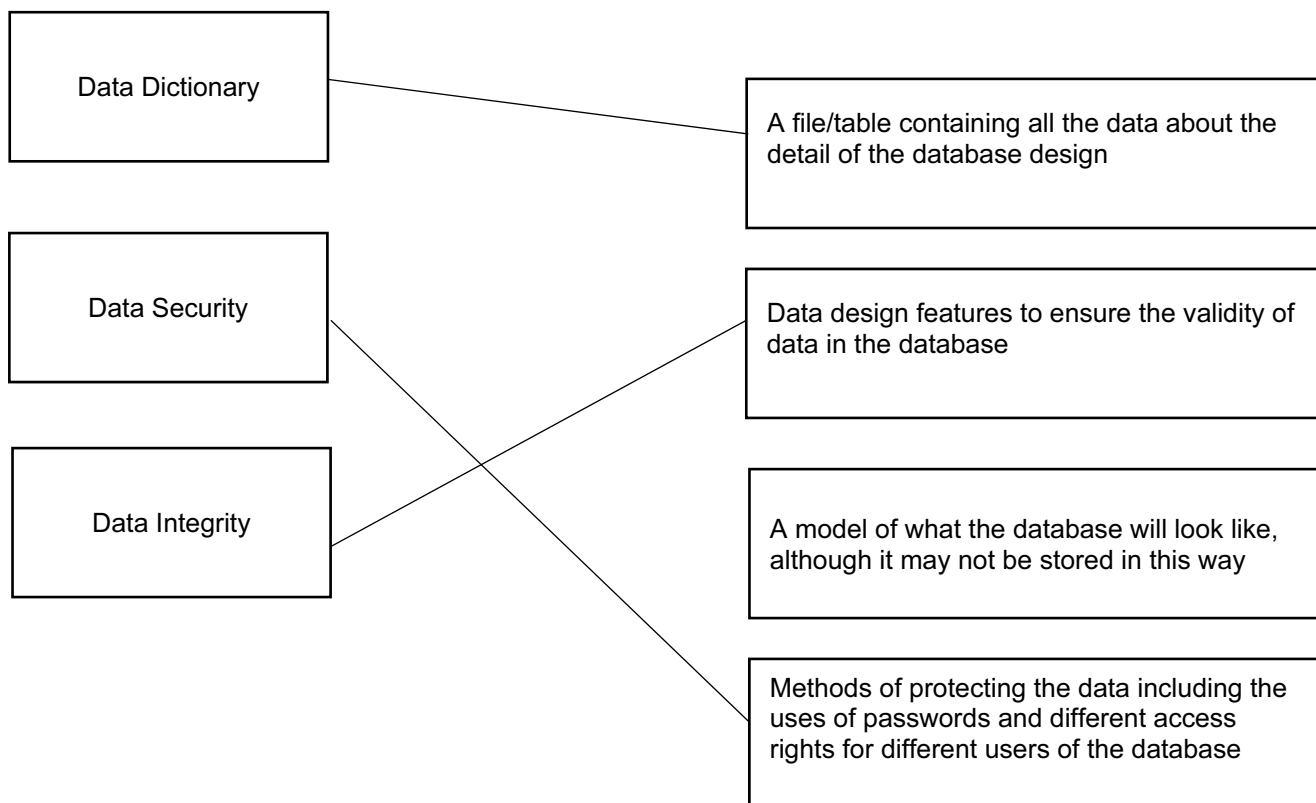 Data Dictionary
A file/table containing all the data about the
detail of the database design
Data Security
Data design features to ensure the validity of
data in the database
Data Integrity
A model of what the database will look like,
although it may not be stored in this way
Methods of protecting the data including the
uses of passwords and different access
rights for different users of the database